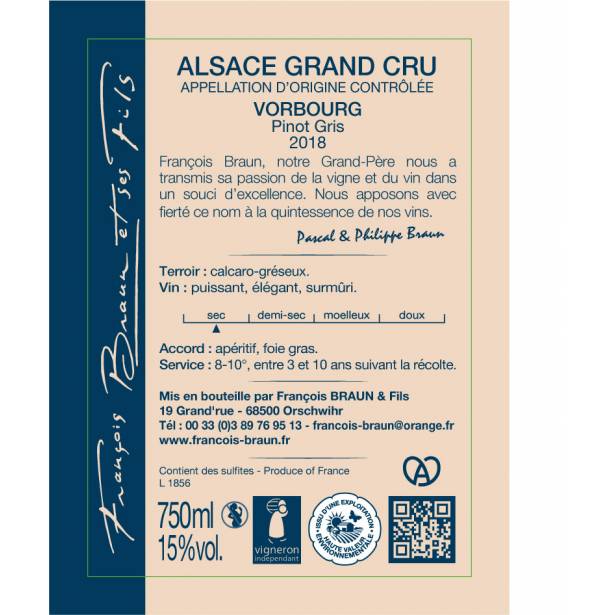 François Braun et ses Fils
ALSACE GRAND CRU
APPELLATION D'ORIGINE CONTRÔLÉE
VORBOURG
Pinot Gris
2018
François Braun, notre Grand-Père nous a
transmis sa passion de la vigne et du vin dans
un souci d'excellence. Nous apposons avec
fierté ce nom à la quintessence de nos vins.
Pascal & Philippe Braun
Terroir : calcaro-gréseux.
Vin : puissant, élégant, surmûri.
sec demi-sec moelleux doux
Accord : apéritif, foie gras.
Service : 8-10°, entre 3 et 10 ans suivant la récolte.
Mis en bouteille par François BRAUN & Fils
19 Grand'rue - 68500 Orschwihr
Tél : 00 33 (0)3 89 76 95 13 - francois-braun@orange.fr
www.francois-braun.fr
Contient des sulfites - Produce of France
L 1856
750ml
15%vol.
vigneron
indépendant
ISSU D'UNE EXPLOITATION
HAUTE VALEUR
ENVIRONNEMENTALE